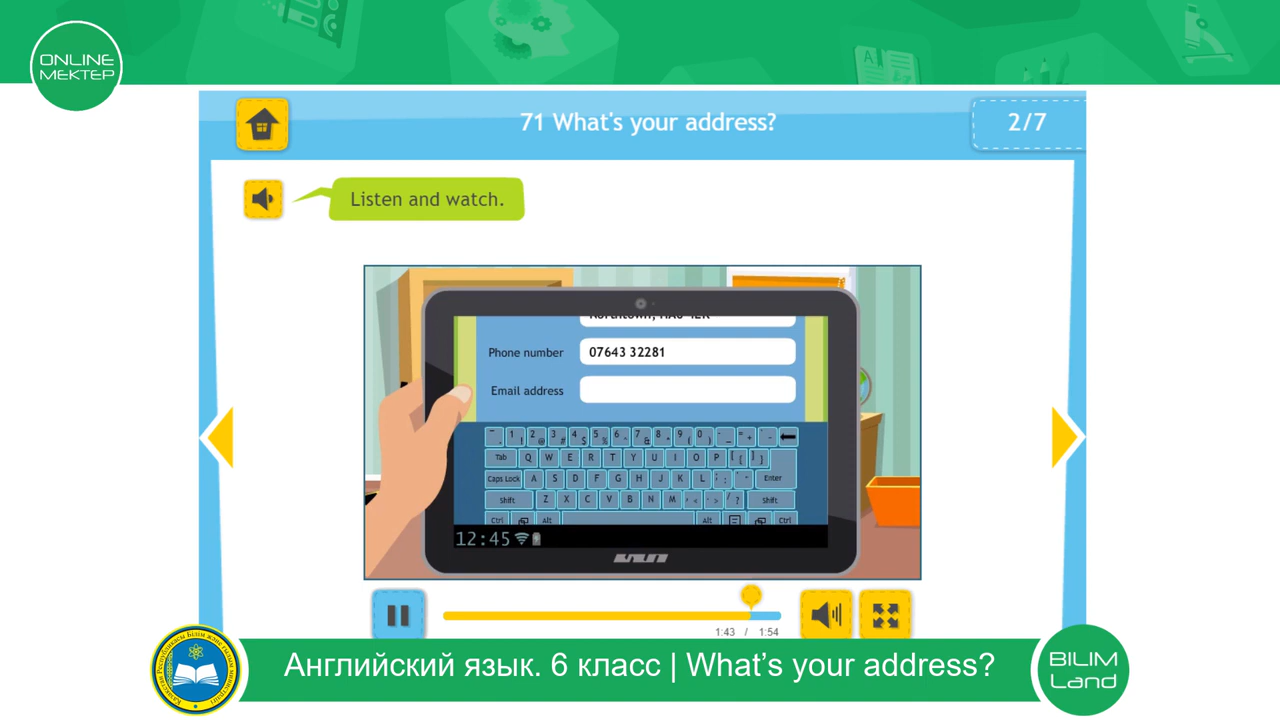 ONLINE
MEKTEP
71 What's your address?
2/7
Listen and watch.
Phone number 07643 32281
Email address
Tab Q W E R T Y U I O P
Caps Lock A S D F G H J K L Enter
Shift Z X C V B N M Shift
Ctrl Alt Alt Ctrl
12:45
1:43 / 1:54
Английский язык. 6 класс | What’s your address?
BILIM
Land